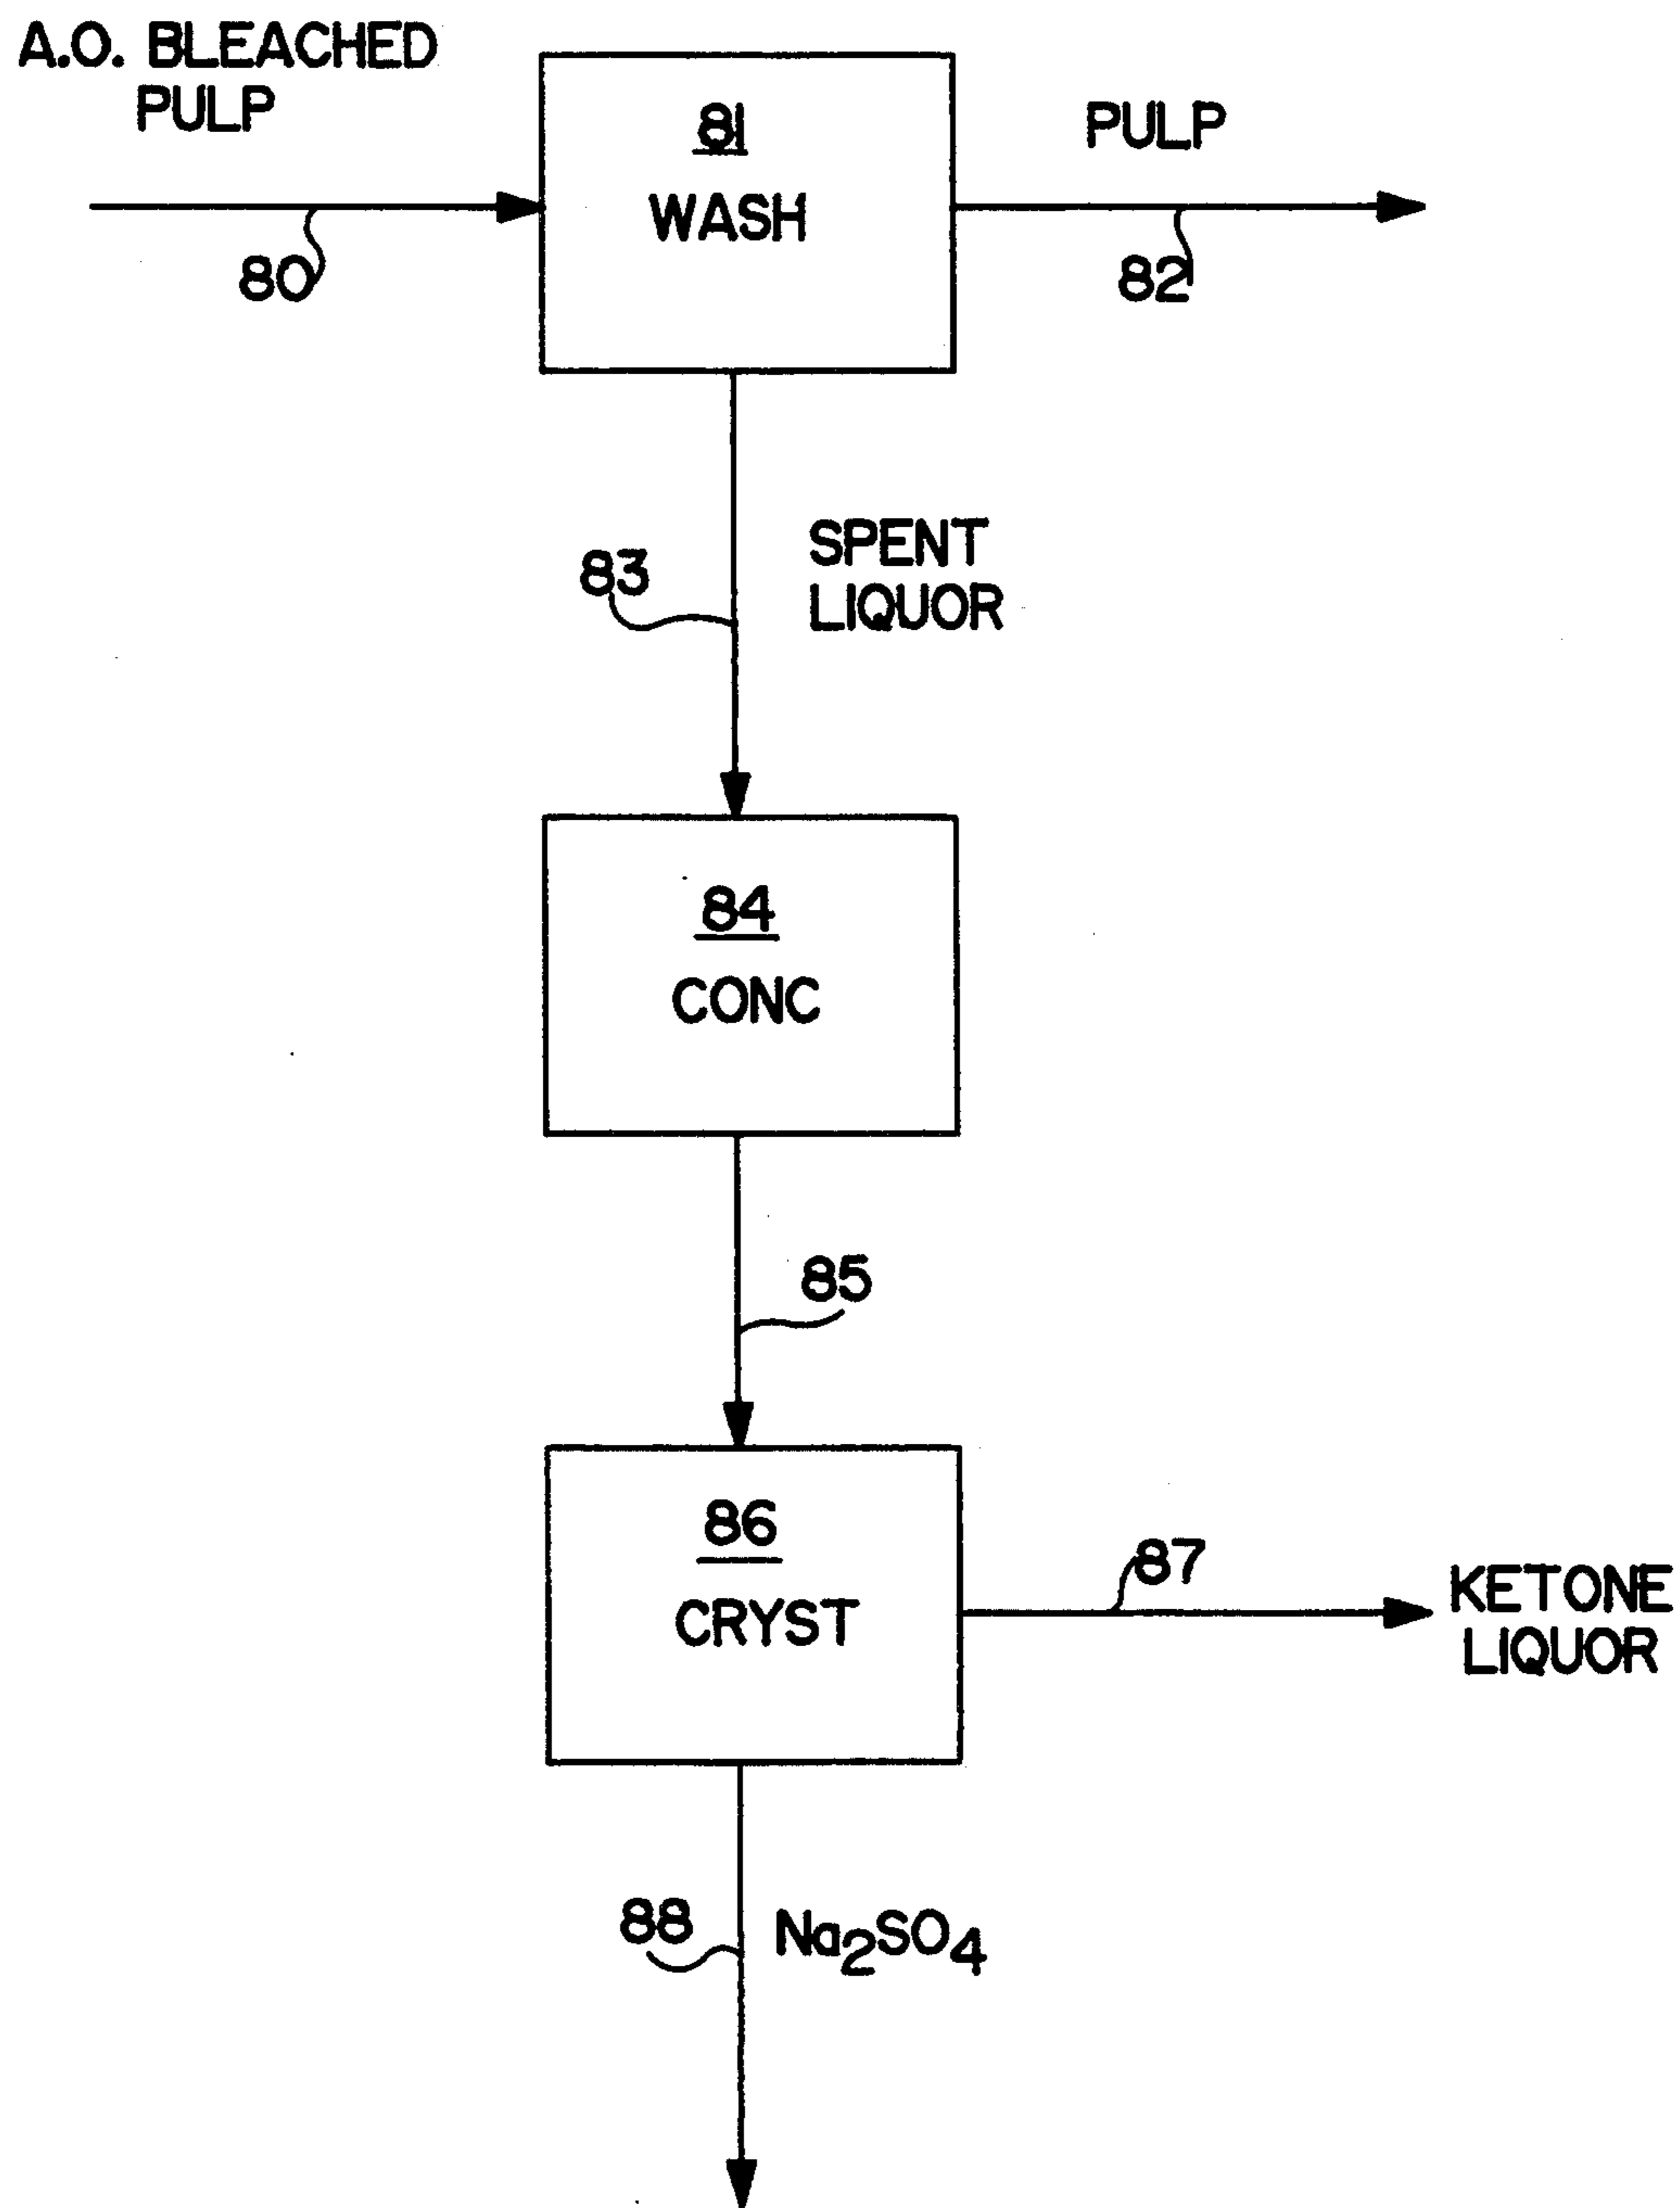 A.O. BLEACHED
PULP
80
81
WASH
PULP
82
83
SPENT
LIQUOR
84
CONC
85
86
CRYST
87
KETONE
LIQUOR
88
Na₂SO₄